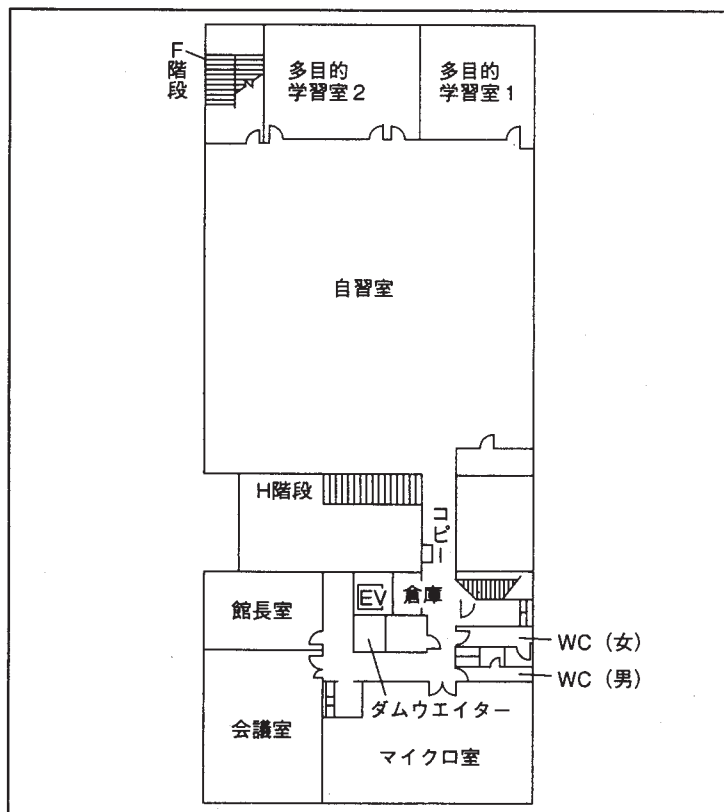 F階段
多目的
学習室2
多目的
学習室1
自習室
H階段
コピー
館長室
EV
倉庫
WC（女）
WC（男）
ダムウエイター
会議室
マイクロ室